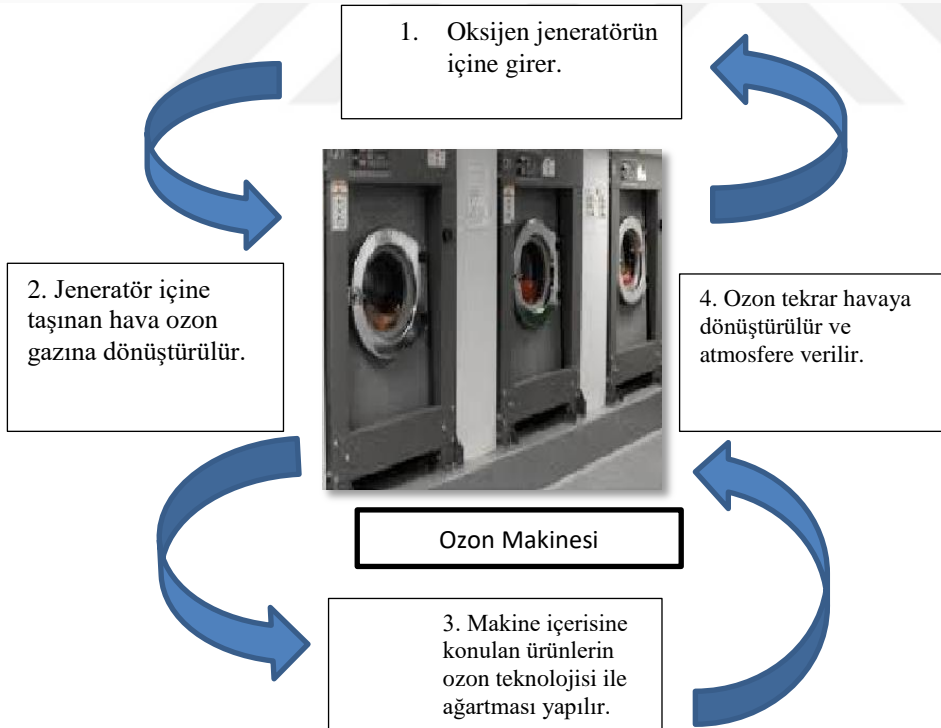 1. Oksijen jeneratörün
içine girer.
2. Jeneratör içine
taşınan hava ozon
gazına dönüştürülür.
4. Ozon tekrar havaya
dönüştürülür ve
atmosfere verilir.
Ozon Makinesi
3. Makine içerisine
konulan ürünlerin
ozon teknolojisi ile
ağartması yapılır.